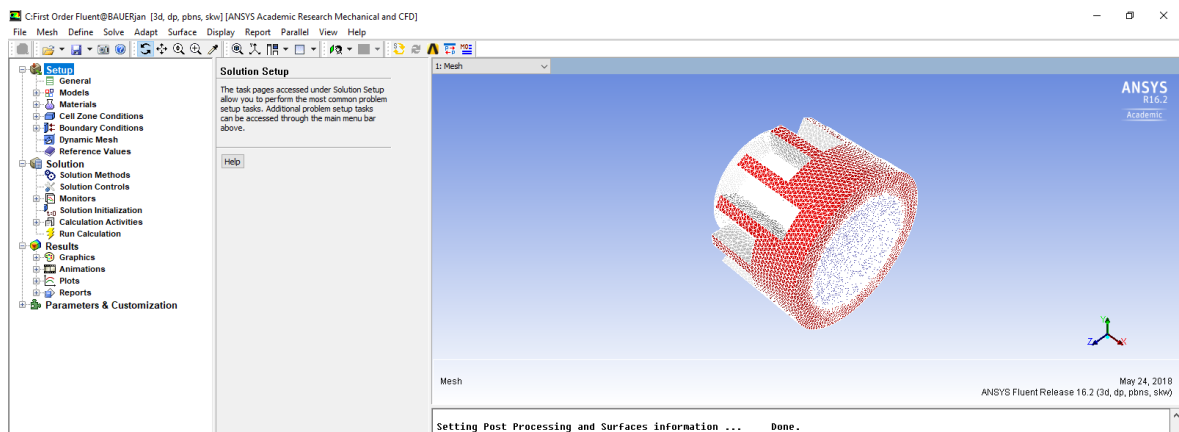 C:First Order Fluent@BAUERjan [3d, dp, pbns, skw] [ANSYS Academic Research Mechanical and CFD]
File Mesh Define Solve Adapt Surface Display Report Parallel View Help
Setup
General
Models
Materials
Cell Zone Conditions
Boundary Conditions
Dynamic Mesh
Reference Values
Solution
Solution Methods
Solution Controls
Monitors
Solution Initialization
Calculation Activities
Run Calculation
Results
Graphics
Animations
Plots
Reports
Parameters & Customization
Solution Setup
The task pages accessed under Solution Setup
allow you to perform the most common problem
setup tasks. Additional problem setup tasks
can be accessed through the main menu bar
above.
Help
1: Mesh
ANSYS
R16.2
Academic
Y
Z
X
Mesh
May 24, 2018
ANSYS Fluent Release 16.2 (3d, dp, pbns, skw)
Setting Post Processing and Surfaces information ... Done.